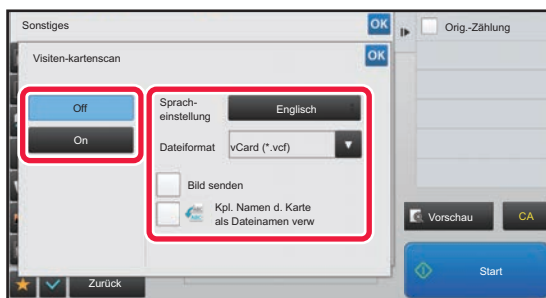 Sonstiges
OK
Orig.-Zählung
Visiten-kartenscan
OK
Off
On
Sprach-
einstellung
Englisch
Dateiformat
vCard (*.vcf)
Bild senden
Kpl. Namen d. Karte
als Dateinamen verw
Vorschau
CA
Zurück
Start